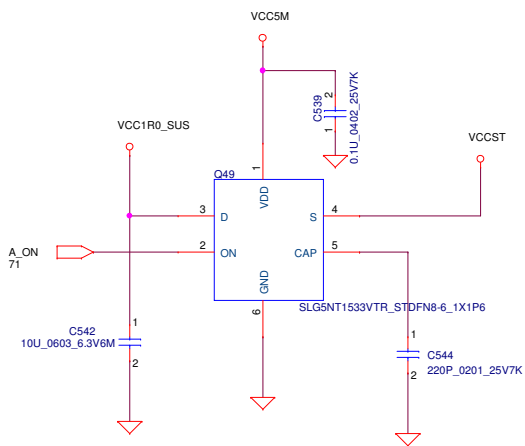 VCC5M
C539
0.1U_0402_25V7K
2
1
VCC1R0_SUS
VCCST
Q49
1
VDD
3
D
S
4
A_ON
71
2
ON
CAP
5
GND
6
SLG5NT1533VTR_STDFN8-6_1X1P6
1
C542
10U_0603_6.3V6M
2
1
C544
220P_0201_25V7K
2